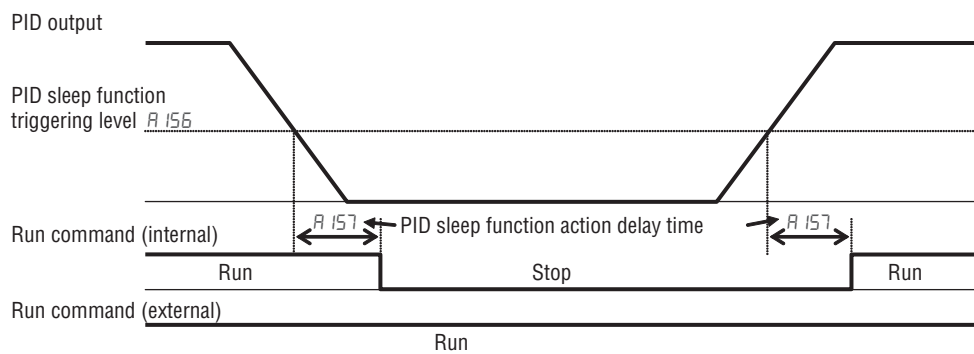 PID output
PID sleep function
triggering level A156
A157
PID sleep function action delay time
A157
Run command (internal)
Run
Stop
Run
Run command (external)
Run